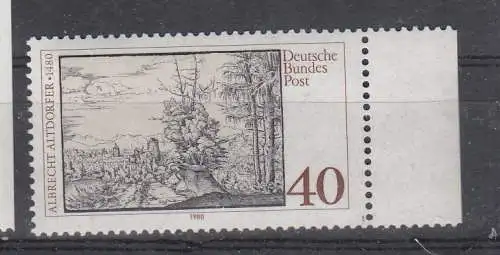 ALBRECHT ALTDORFER · 1480
Deutsche
Bundes
Post
40
1980